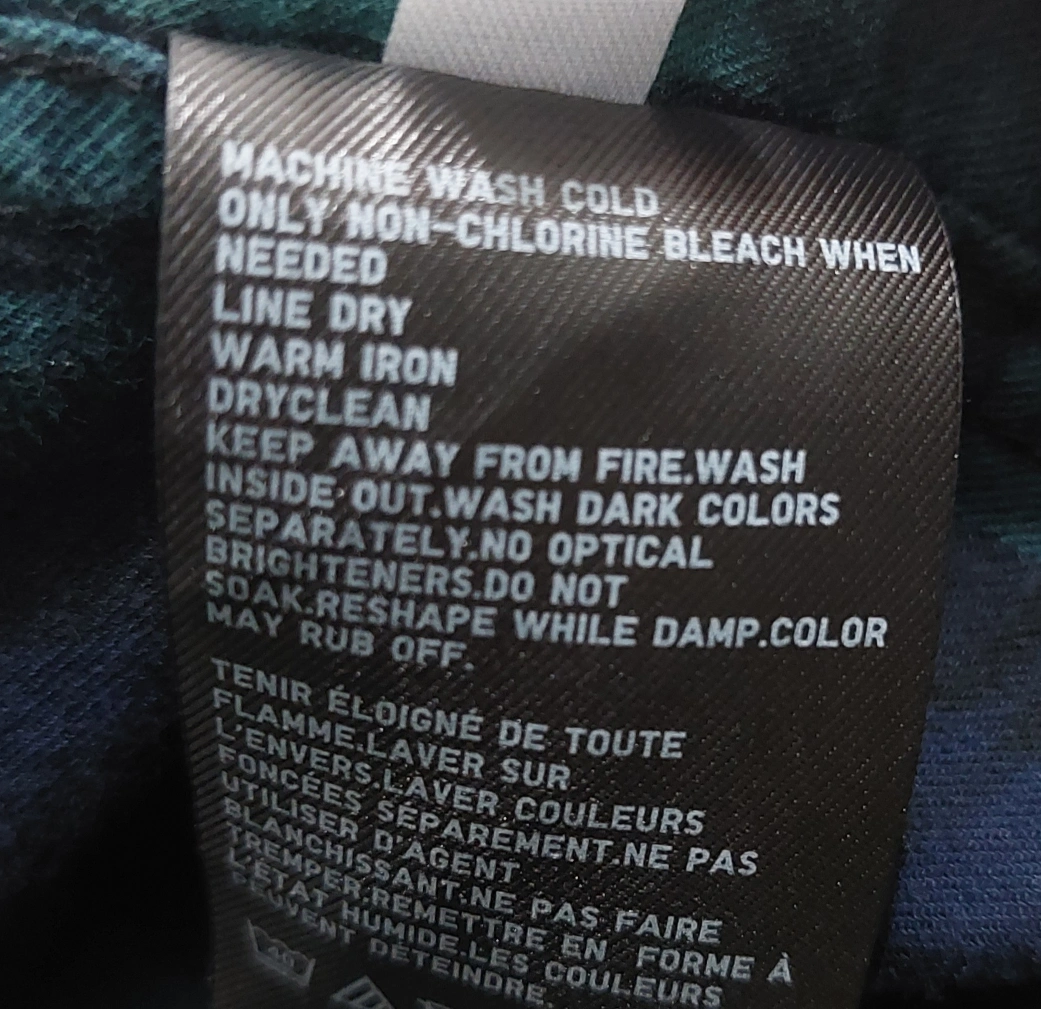 MACHINE WASH COLD
ONLY NON-CHLORINE BLEACH WHEN
NEEDED
LINE DRY
WARM IRON
DRYCLEAN
KEEP AWAY FROM FIRE.WASH
INSIDE OUT.WASH DARK COLORS
SEPARATELY.NO OPTICAL
BRIGHTENERS.DO NOT
SOAK.RESHAPE WHILE DAMP.COLOR
MAY RUB OFF.
TENIR ÉLOIGNÉ DE TOUTE
FLAMME.LAVER SUR
L'ENVERS.LAVER COULEURS
FONCÉES SÉPARÉMENT.NE PAS
UTILISER D'AGENT
BLANCHISSANT.NE PAS FAIRE
TREMPER.REMETTRE EN FORME À
L'ÉTAT HUMIDE.LES COULEURS
PEUVENT DÉTEINDRE.
40